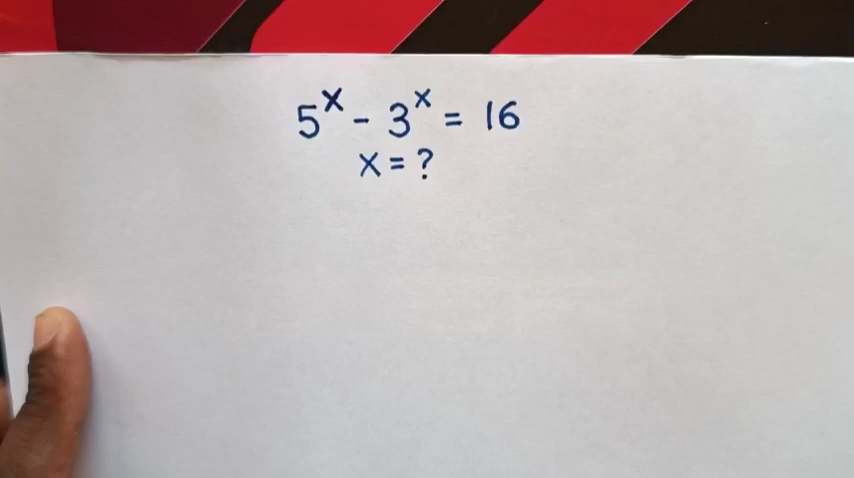 5^x - 3^x = 16
x = ?